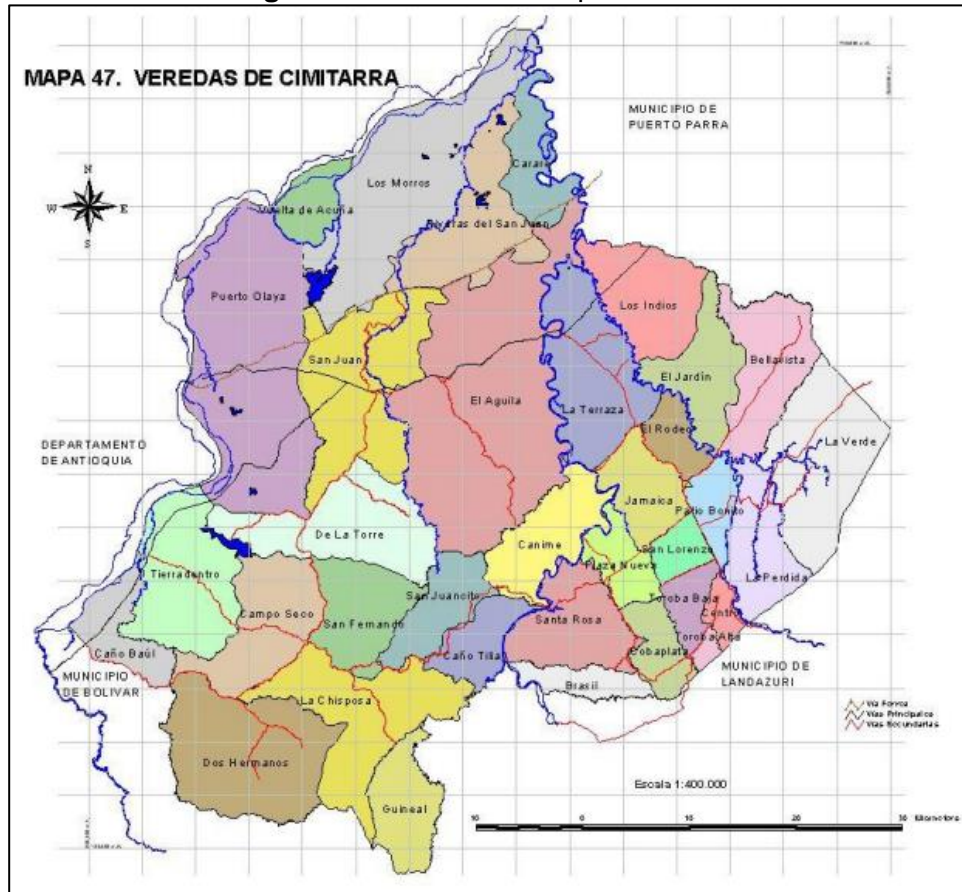 MAPA 47. VEREDAS DE CIMITARRA
MUNICIPIO DE
PUERTO PARRA
Carare
Los Morros
N
W
E
S
Vuelta de Acuña
Riveras del San Juan
Puerto Olaya
Los Indios
San Juan
Bellavista
El Jardín
El Aguila
La Terraza
El Rodeo
La Verde
DEPARTAMENTO
DE ANTIOQUIA
Jamaica
Patio Bonito
De La Torre
Canime
San Lorenzo
Plaza Nueva
Tierradentro
La Perdida
San Juancito
Toroba Baja
Campo Seco
Centro
San Fernando
Santa Rosa
Toroba Alta
Caño Baúl
Caño Tilia
Cobaplata
MUNICIPIO
DE BOLIVAR
MUNICIPIO DE
LANDAZURI
Brasil
La Chisposa
Vía Ferrea
Vías Principales
Vías Secundarias
Dos Hermanos
Escala 1:400.000
Guineal
10 0 10 20 30 Kilometers